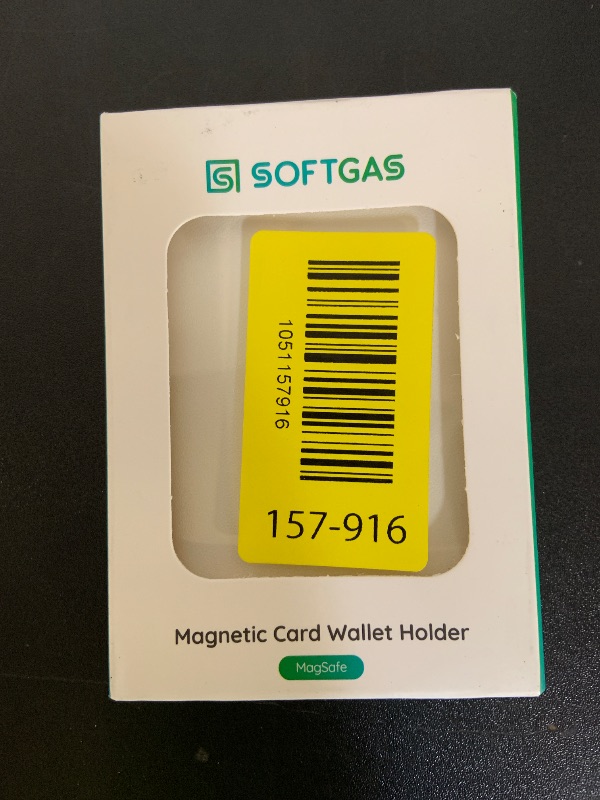 SOFTGAS
1051157916
157-916
Magnetic Card Wallet Holder
MagSafe